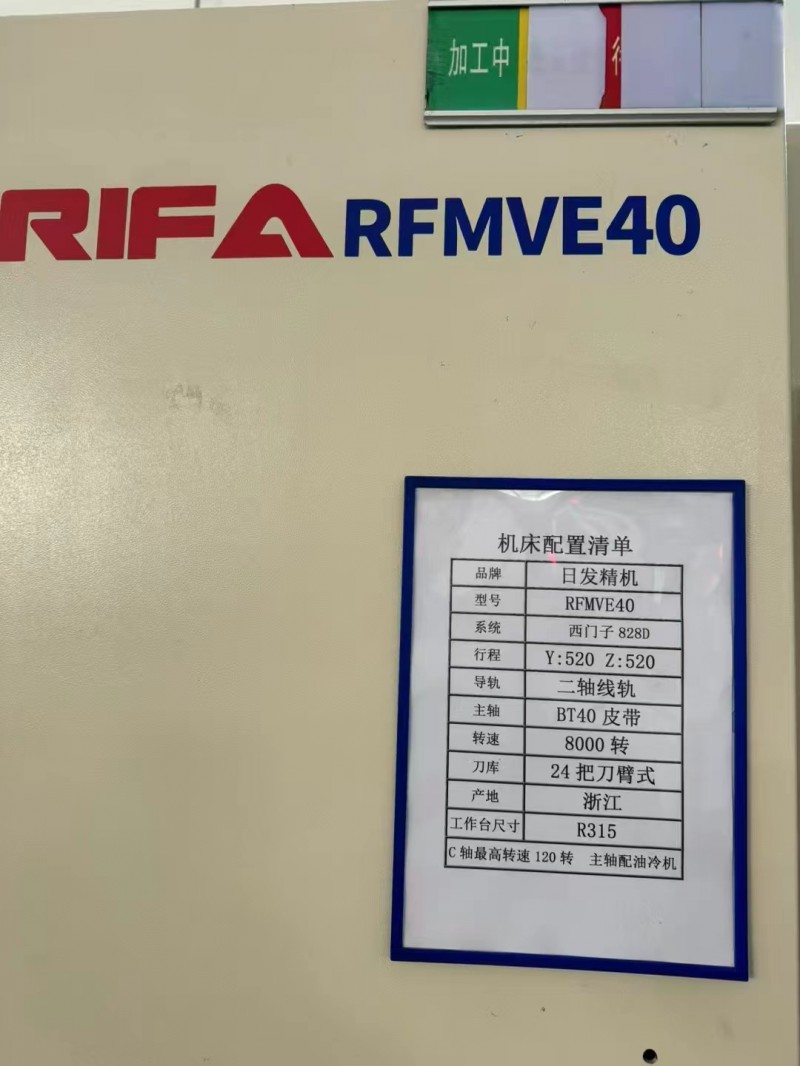 加工中
RIFA RFMVE40
机床配置清单
品牌 日发精机
型号 RFMVE40
系统 西门子 828D
行程 Y:520 Z:520
导轨 二轴线轨
主轴 BT40 皮带
转速 8000 转
刀库 24 把刀臂式
产地 浙江
工作台尺寸 R315
C 轴最高转速 120 转 主轴配油冷机